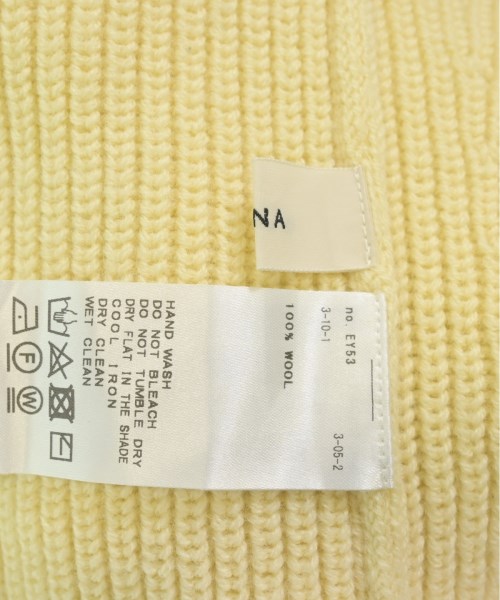 NA
no. EY53
3-10-1
3-05-2
100% WOOL
HAND WASH
DO NOT BLEACH
DO NOT TUMBLE DRY
DRY FLAT IN THE SHADE
COOL IRON
DRY CLEAN
WET CLEAN
F
W